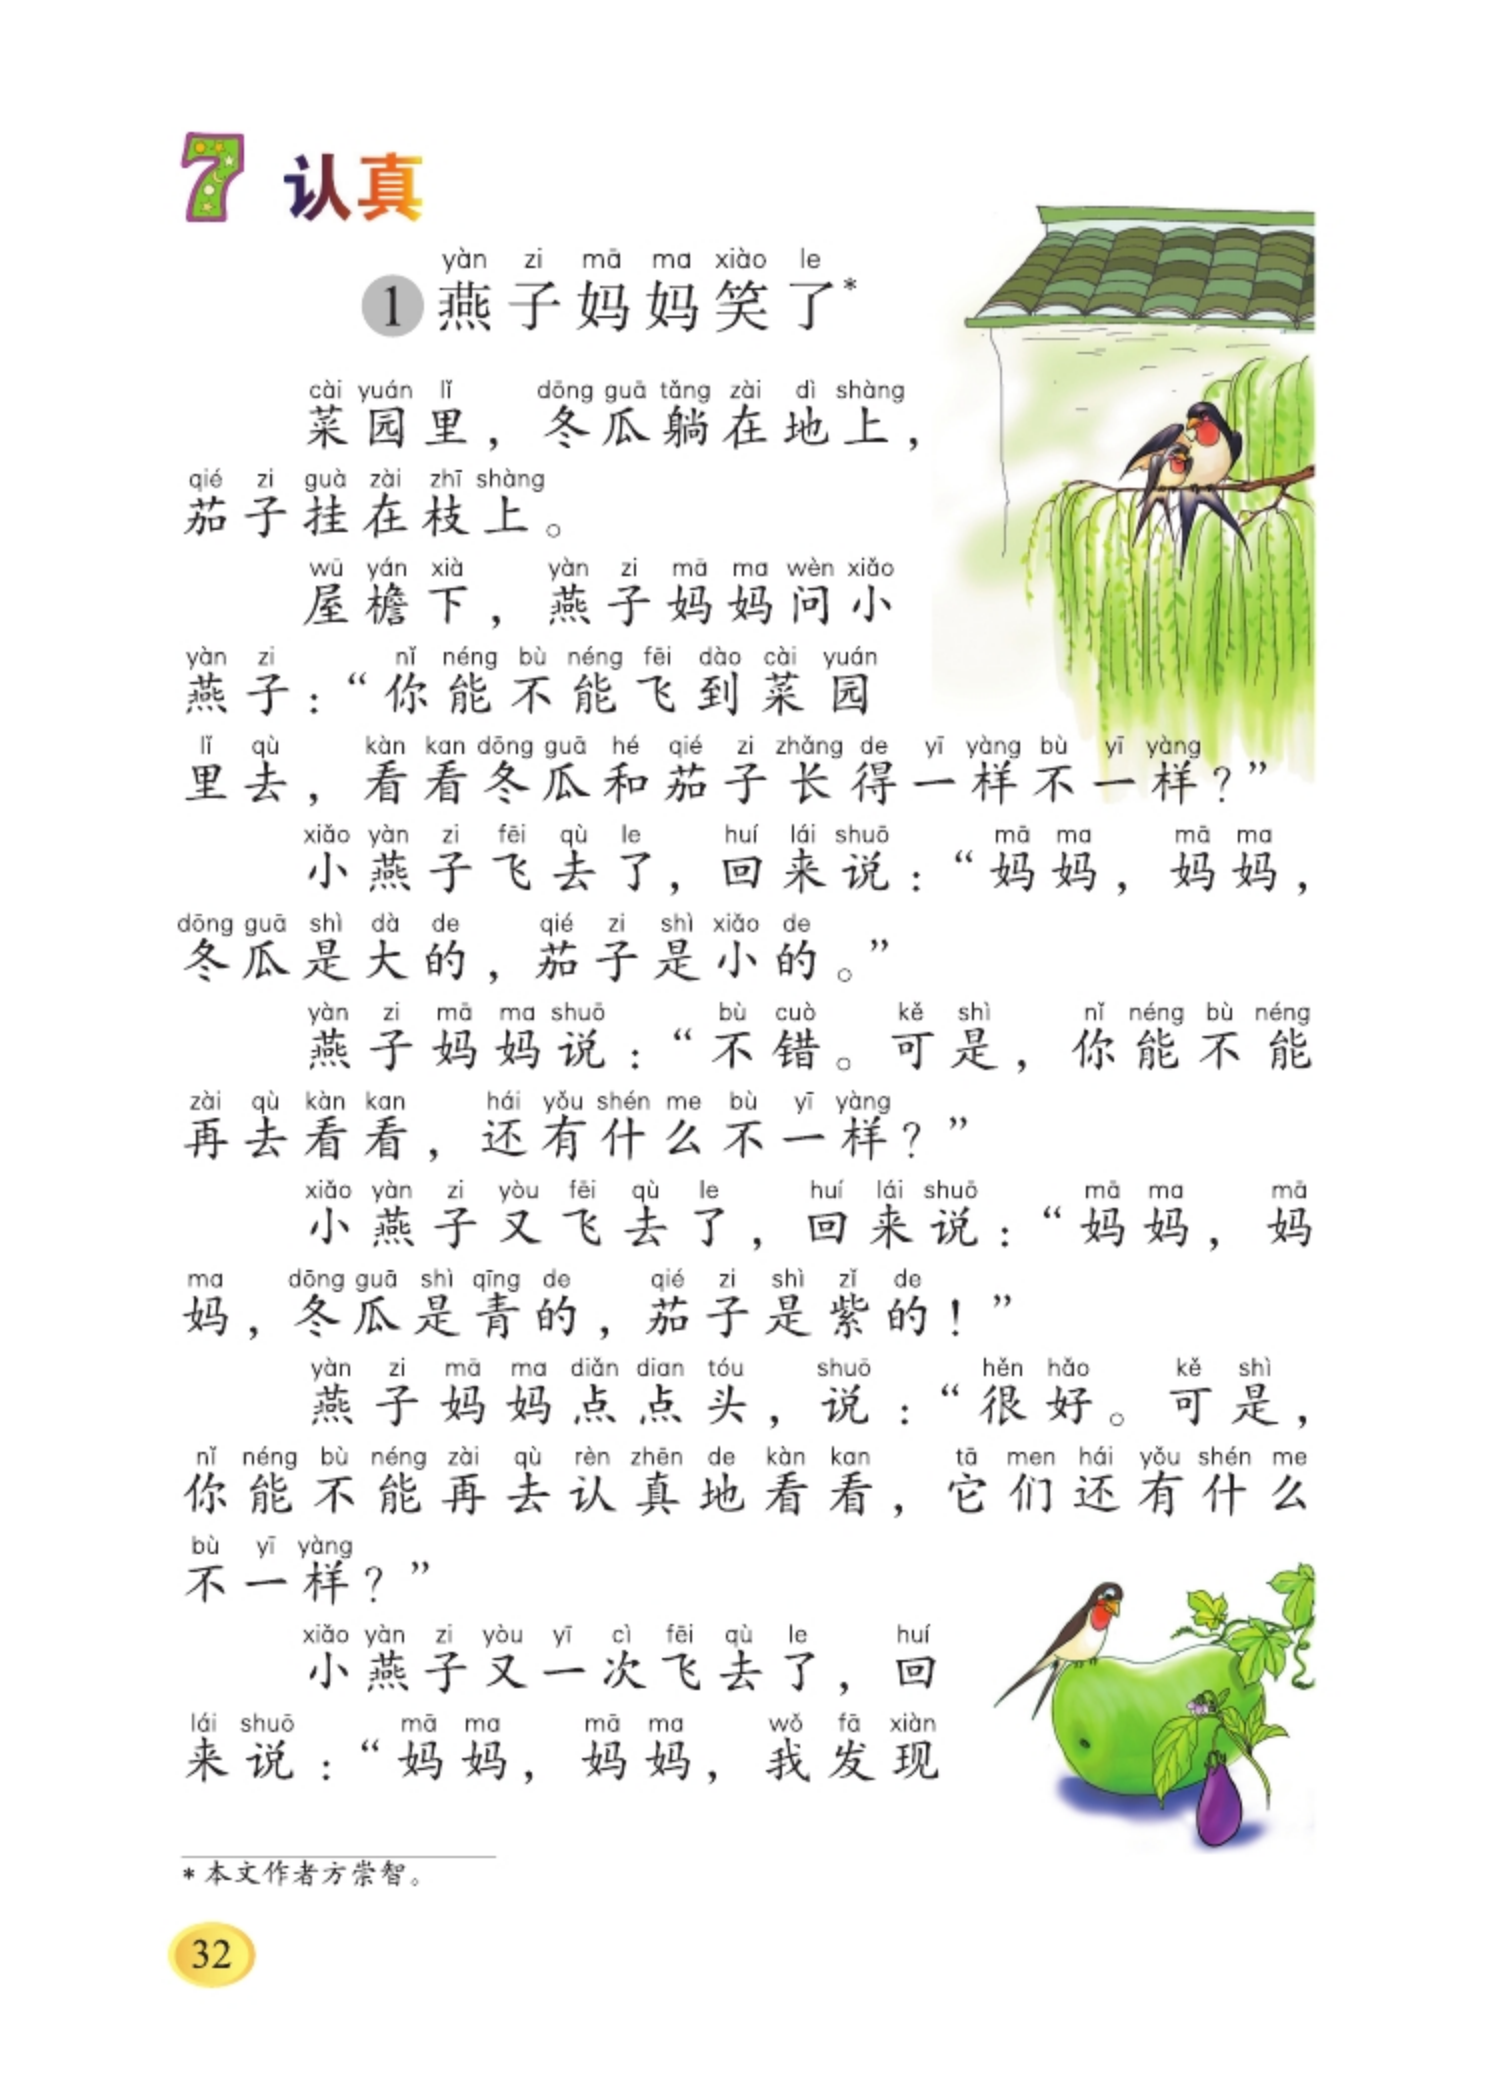 7 认真
yàn zi mā ma xiào le
1 燕子妈妈笑了*
cài yuán lǐ dōng guā tǎng zài dì shàng
菜园里，冬瓜躺在地上，
qié zi guà zài zhī shàng
茄子挂在枝上。
wū yán xià yàn zi mā ma wèn xiǎo
屋檐下，燕子妈妈问小
yàn zi nǐ néng bù néng fēi dào cài yuán
燕子：“你能不能飞到菜园
lǐ qù kàn kan dōng guā hé qié zi zhǎng de yī yàng bù yī yàng
里去，看看冬瓜和茄子长得一样不一样？”
xiǎo yàn zi fēi qù le huí lái shuō mā ma mā ma
小燕子飞去了，回来说：“妈妈，妈妈，
dōng guā shì dà de qié zi shì xiǎo de
冬瓜是大的，茄子是小的。”
yàn zi mā ma shuō bù cuò kě shì nǐ néng bù néng
燕子妈妈说：“不错。可是，你能不能
zài qù kàn kan hái yǒu shén me bù yī yàng
再去看看，还有什么不一样？”
xiǎo yàn zi yòu fēi qù le huí lái shuō mā ma mā
小燕子又飞去了，回来说：“妈妈，妈
ma dōng guā shì qīng de qié zi shì zǐ de
妈，冬瓜是青的，茄子是紫的！”
yàn zi mā ma diǎn dian tóu shuō hěn hǎo kě shì
燕子妈妈点点头，说：“很好。可是，
nǐ néng bù néng zài qù rèn zhēn de kàn kan tā men hái yǒu shén me
你能不能再去认真地看看，它们还有什么
bù yī yàng
不一样？”
xiǎo yàn zi yòu yī cì fēi qù le huí
小燕子又一次飞去了，回
lái shuō mā ma mā ma wǒ fā xiàn
来说：“妈妈，妈妈，我发现
* 本文作者方崇智。
32